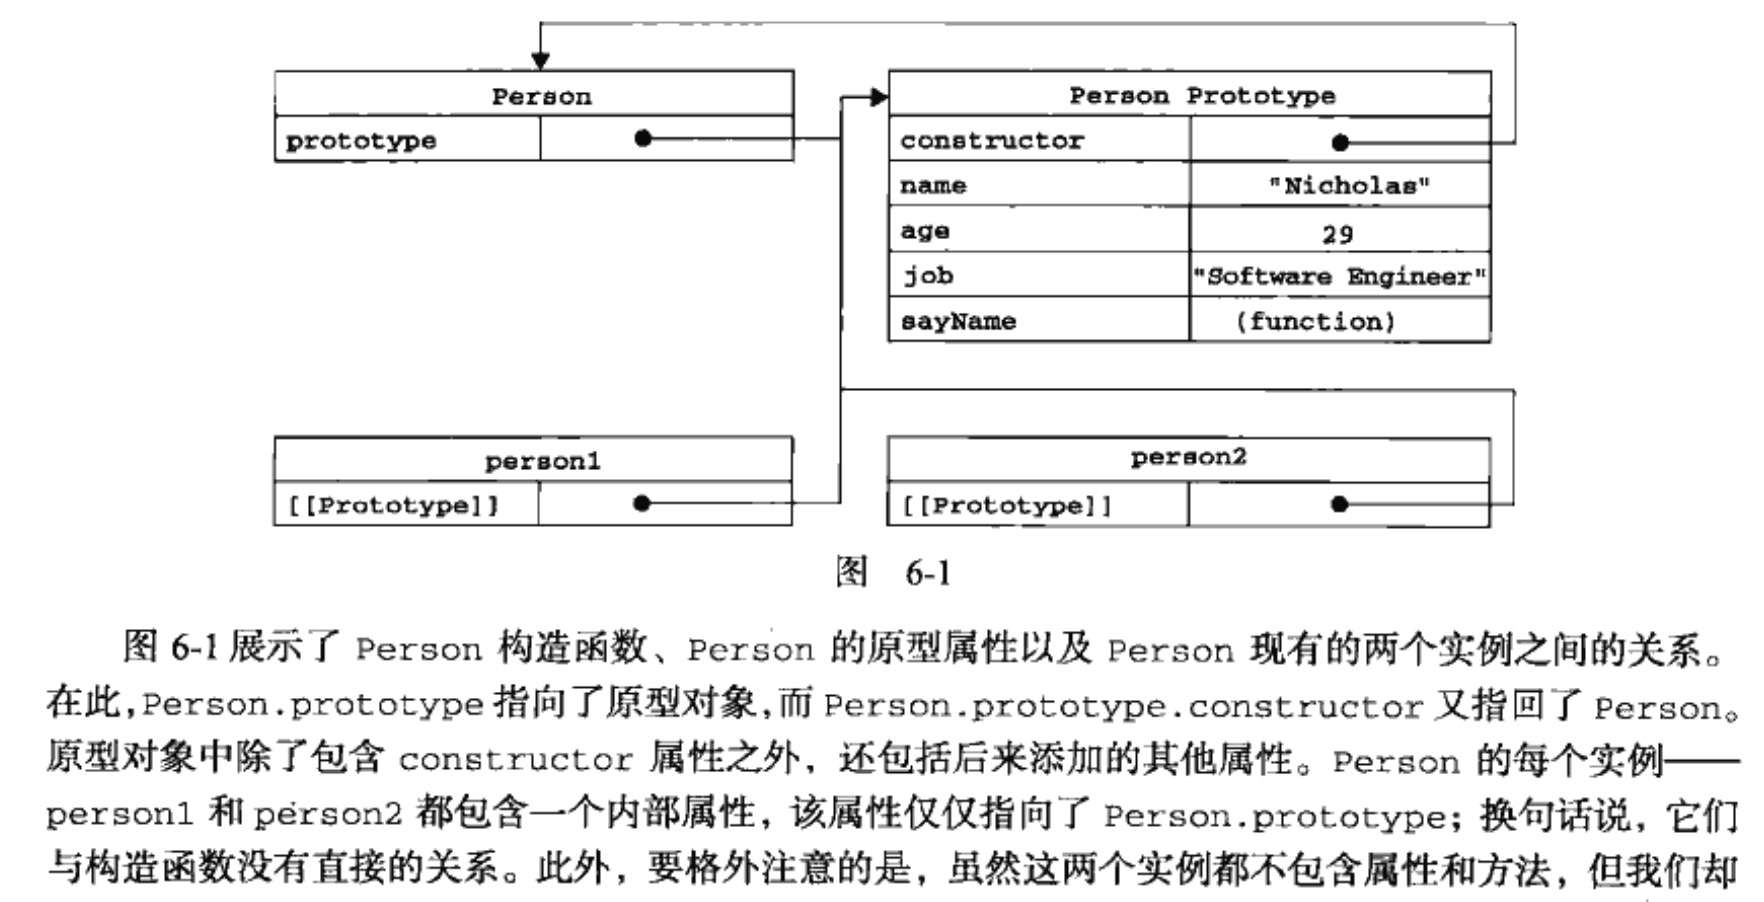 Person
prototype
Person Prototype
constructor
name "Nicholas"
age 29
job "Software Engineer"
sayName (function)
person1
[[Prototype]]
person2
[[Prototype]]
图 6-1
图 6-1 展示了 Person 构造函数、Person 的原型属性以及 Person 现有的两个实例之间的关系。
在此,Person.prototype 指向了原型对象,而 Person.prototype.constructor 又指回了 Person。
原型对象中除了包含 constructor 属性之外，还包括后来添加的其他属性。Person 的每个实例——
person1 和 person2 都包含一个内部属性，该属性仅仅指向了 Person.prototype；换句话说，它们
与构造函数没有直接的关系。此外，要格外注意的是，虽然这两个实例都不包含属性和方法，但我们却